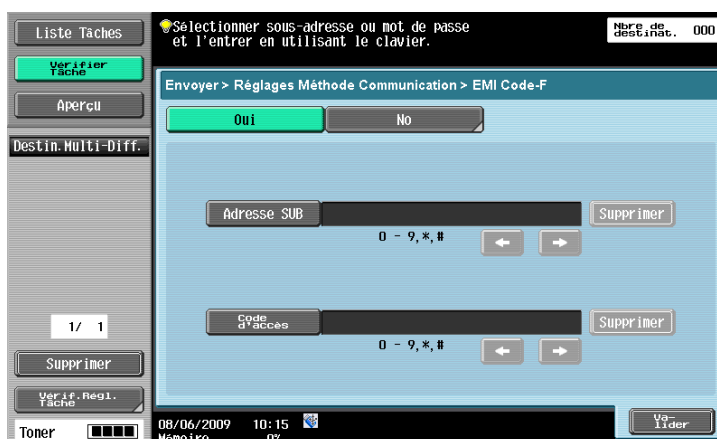 Liste Tâches
Vérifier
Tâche
Aperçu
Destin.Multi-Diff.
1/ 1
Supprimer
Vérif.Régl.
Tâche
Toner
Sélectionner sous-adresse ou mot de passe
et l'entrer en utilisant le clavier.
Nbre de
destinat. 000
Envoyer > Réglages Méthode Communication > EMI Code-F
Oui
No
Adresse SUB
Supprimer
0 - 9,*,#
Code
d'accès
Supprimer
0 - 9,*,#
Va-
lider
08/06/2009 10:15
Mémoire 0%